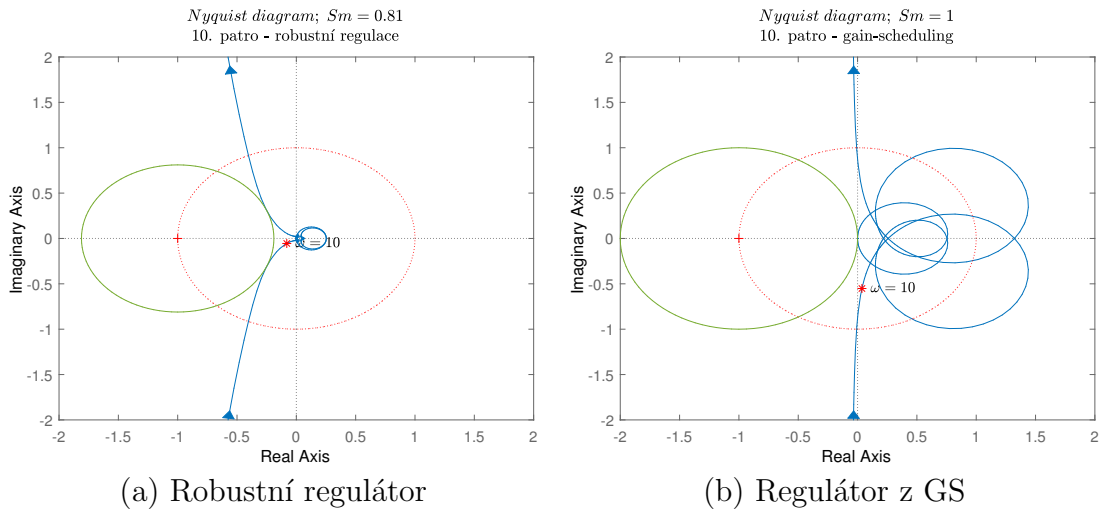 Nyquist diagram; Sm = 0.81
10. patro - robustní regulace
2
1.5
1
0.5
0
-0.5
-1
-1.5
-2
Imaginary Axis
ω = 10
-2 -1.5 -1 -0.5 0 0.5 1 1.5 2
Real Axis
(a) Robustní regulátor
Nyquist diagram; Sm = 1
10. patro - gain-scheduling
2
1.5
1
0.5
0
-0.5
-1
-1.5
-2
Imaginary Axis
ω = 10
-2 -1.5 -1 -0.5 0 0.5 1 1.5 2
Real Axis
(b) Regulátor z GS